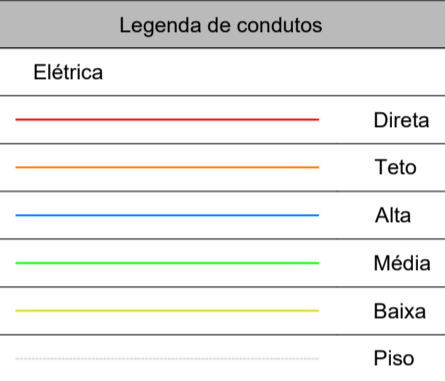 Legenda de condutos
Elétrica
Direta
Teto
Alta
Média
Baixa
Piso